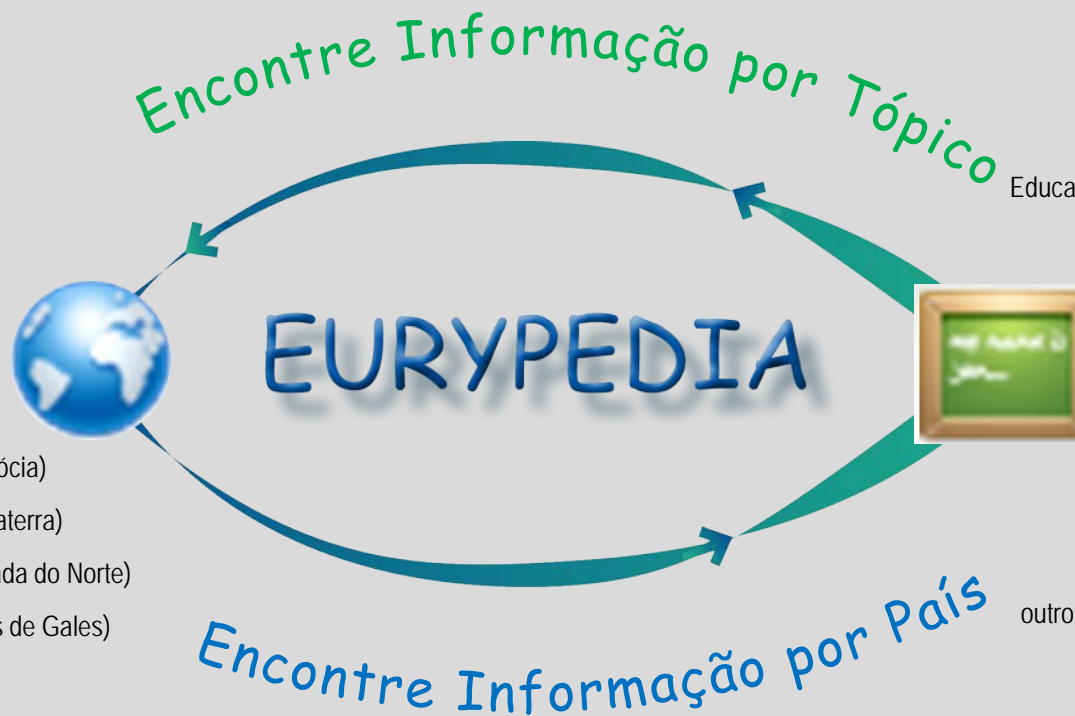 Encontre Informação por Tópico
Educa
EURYPEDIA
ócia)
aterra)
da do Norte)
s de Gales)
outro
Encontre Informação por País